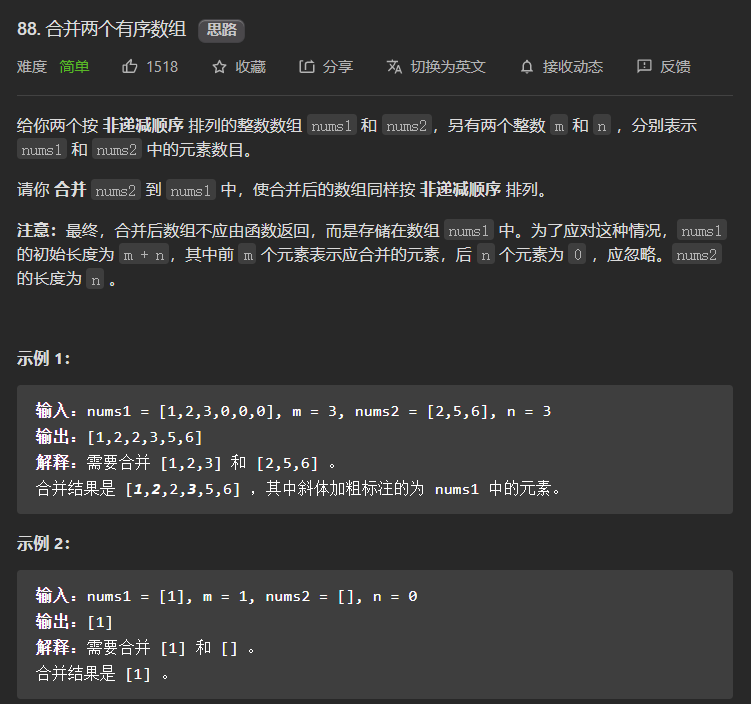 88. 合并两个有序数组 思路
难度 简单 1518 收藏 分享 切换为英文 接收动态 反馈
给你两个按 非递减顺序 排列的整数数组 nums1 和 nums2，另有两个整数 m 和 n ，分别表示
nums1 和 nums2 中的元素数目。
请你 合并 nums2 到 nums1 中，使合并后的数组同样按 非递减顺序 排列。
注意：最终，合并后数组不应由函数返回，而是存储在数组 nums1 中。为了应对这种情况，nums1
的初始长度为 m + n，其中前 m 个元素表示应合并的元素，后 n 个元素为 0 ，应忽略。nums2
的长度为 n 。
示例 1：
输入：nums1 = [1,2,3,0,0,0], m = 3, nums2 = [2,5,6], n = 3
输出：[1,2,2,3,5,6]
解释：需要合并 [1,2,3] 和 [2,5,6] 。
合并结果是 [1,2,2,3,5,6] ，其中斜体加粗标注的为 nums1 中的元素。
示例 2：
输入：nums1 = [1], m = 1, nums2 = [], n = 0
输出：[1]
解释：需要合并 [1] 和 [] 。
合并结果是 [1] 。